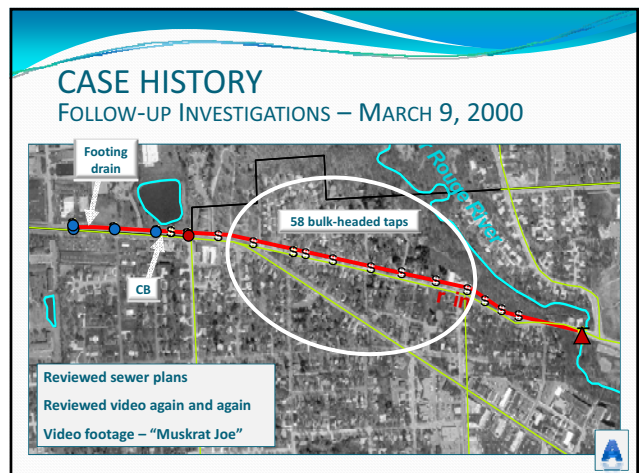 CASE HISTORY
FOLLOW-UP INVESTIGATIONS – MARCH 9, 2000
Footing
drain
58 bulk-headed taps
Rouge River
CB
S S S S S S S S S S S S S S
Reviewed sewer plans
Reviewed video again and again
Video footage – “Muskrat Joe”
A